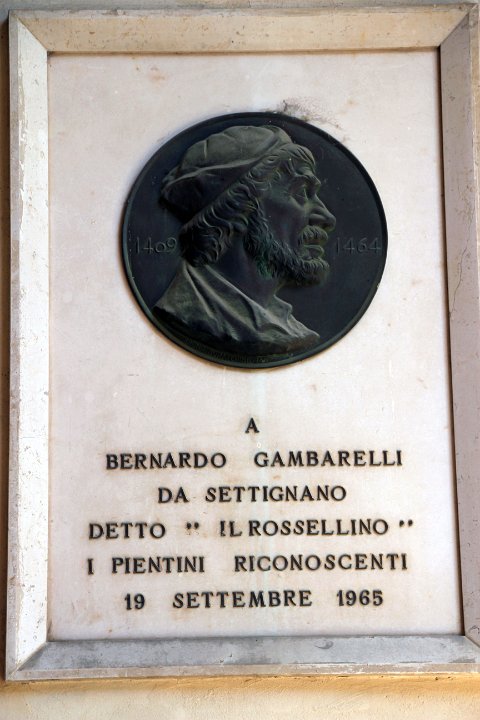 1409 1464
A
BERNARDO GAMBARELLI
DA SETTIGNANO
DETTO " IL ROSSELLINO "
I PIENTINI RICONOSCENTI
19 SETTEMBRE 1965